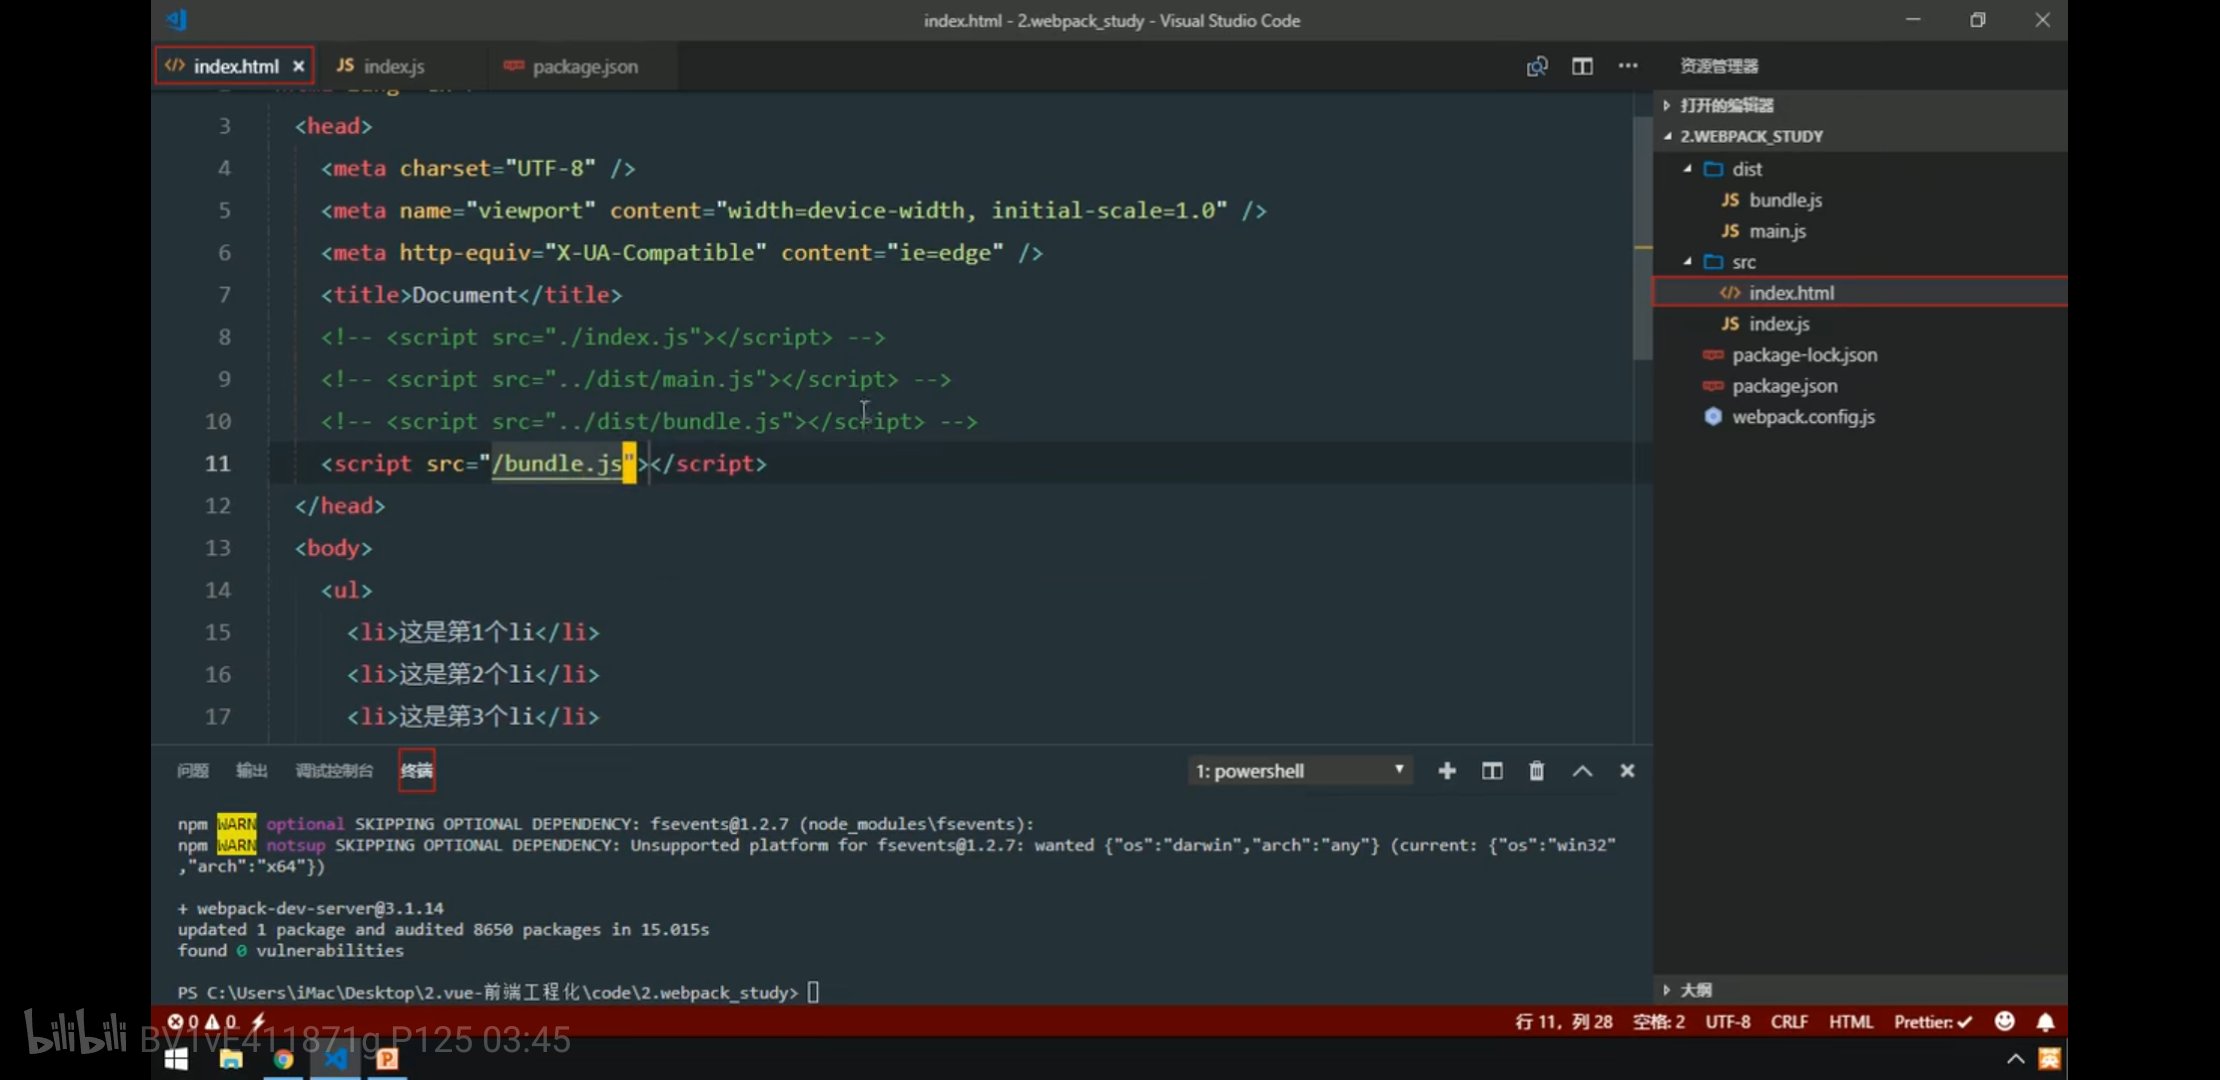 index.html - 2.webpack_study - Visual Studio Code
index.html
JS index.js
package.json
资源管理器
3 <head>
4 <meta charset="UTF-8" />
5 <meta name="viewport" content="width=device-width, initial-scale=1.0" />
6 <meta http-equiv="X-UA-Compatible" content="ie=edge" />
7 <title>Document</title>
8 <!-- <script src="./index.js"></script> -->
9 <!-- <script src="../dist/main.js"></script> -->
10 <!-- <script src="../dist/bundle.js"></script> -->
11 <script src="/bundle.js"></script>
12 </head>
13 <body>
14 <ul>
15 <li>这是第1个li</li>
16 <li>这是第2个li</li>
17 <li>这是第3个li</li>
打开的编辑器
2.WEBPACK_STUDY
dist
JS bundle.js
JS main.js
src
index.html
JS index.js
package-lock.json
package.json
webpack.config.js
大纲
问题 输出 调试控制台 终端
1: powershell
npm WARN optional SKIPPING OPTIONAL DEPENDENCY: fsevents@1.2.7 (node_modules\fsevents):
npm WARN notsup SKIPPING OPTIONAL DEPENDENCY: Unsupported platform for fsevents@1.2.7: wanted {"os":"darwin","arch":"any"} (current: {"os":"win32"
,"arch":"x64"})
+ webpack-dev-server@3.1.14
updated 1 package and audited 8650 packages in 15.015s
found 0 vulnerabilities
PS C:\Users\iMac\Desktop\2.vue-前端工程化\code\2.webpack_study>
0 0
行 11，列 28 空格: 2 UTF-8 CRLF HTML Prettier: ✓
bilibili BV1vE411871g P125 03:45
英